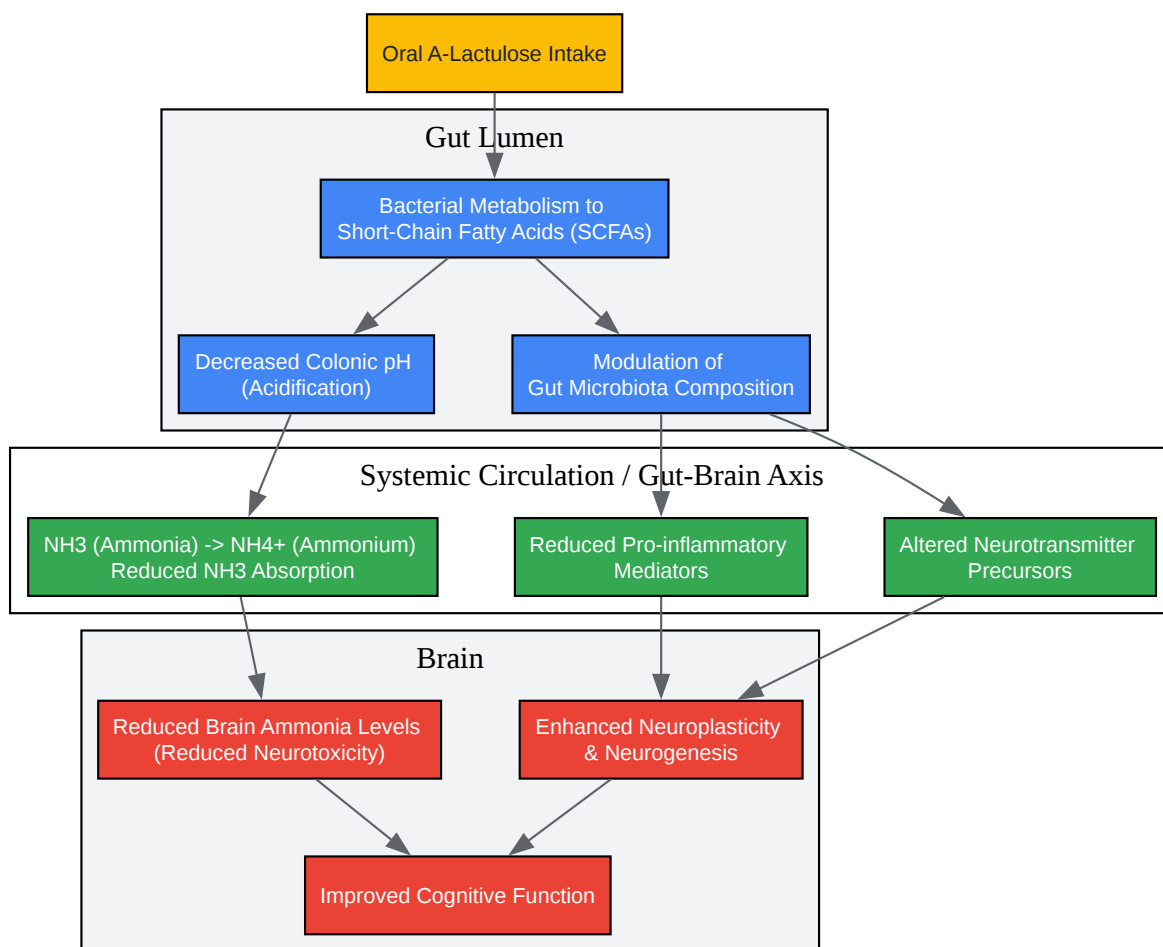 Oral A-Lactulose Intake
Gut Lumen
Bacterial Metabolism to
Short-Chain Fatty Acids (SCFAs)
Decreased Colonic pH
(Acidification)
Modulation of
Gut Microbiota Composition
Systemic Circulation / Gut-Brain Axis
NH3 (Ammonia) -> NH4+ (Ammonium)
Reduced NH3 Absorption
Reduced Pro-inflammatory
Mediators
Altered Neurotransmitter
Precursors
Brain
Reduced Brain Ammonia Levels
(Reduced Neurotoxicity)
Enhanced Neuroplasticity
& Neurogenesis
Improved Cognitive Function